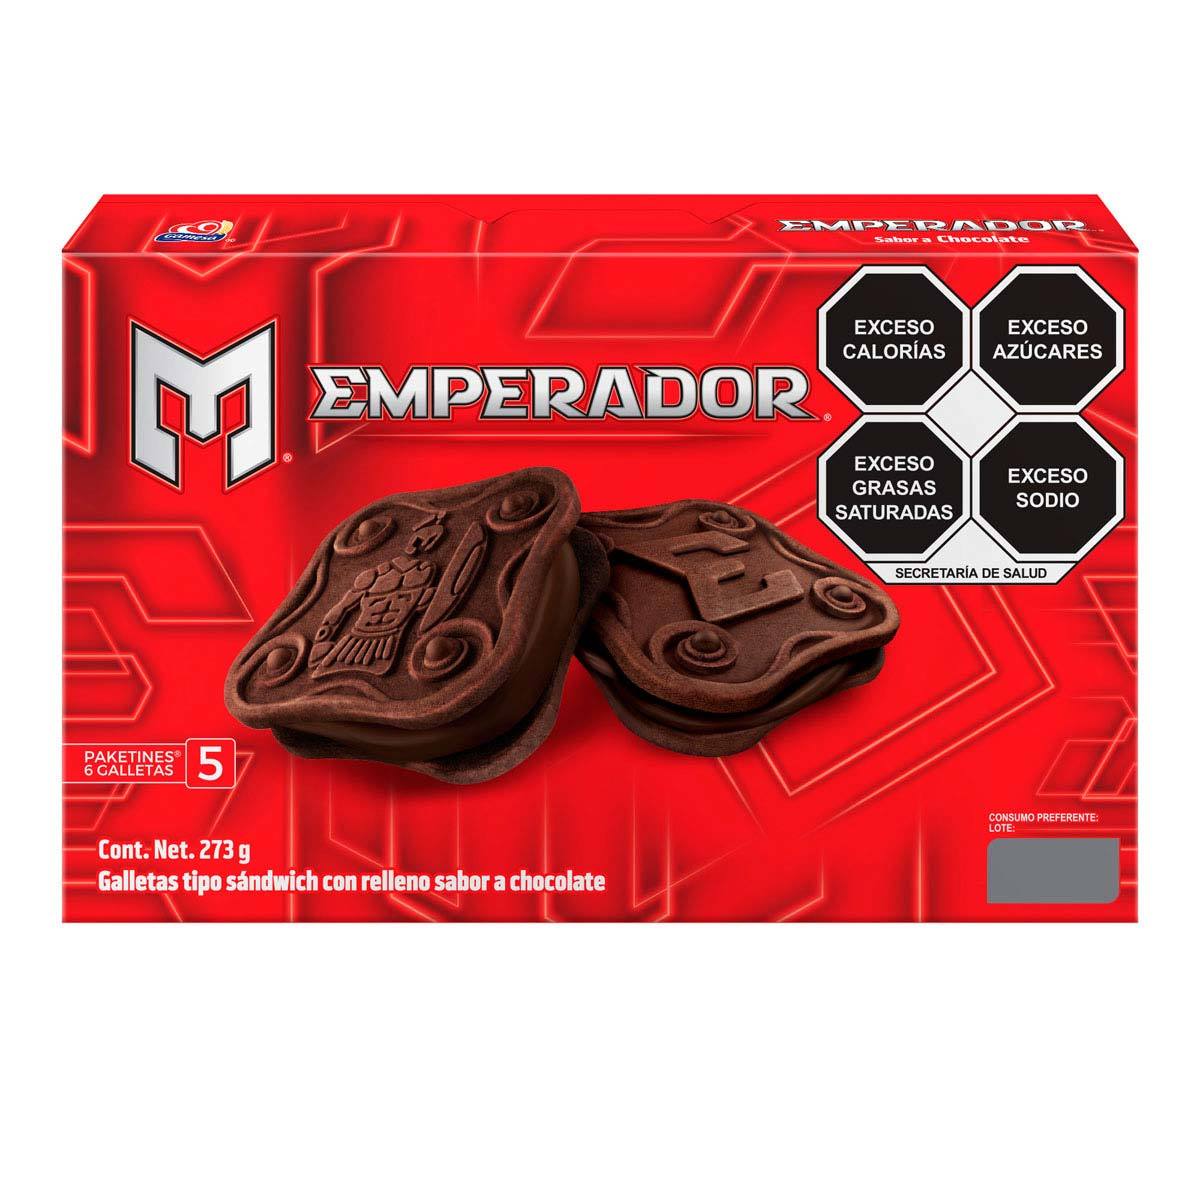 Gamesa
EMPERADOR
Sabor a Chocolate
EMPERADOR®
EXCESO
CALORÍAS
EXCESO
AZÚCARES
EXCESO
GRASAS
SATURADAS
EXCESO
SODIO
SECRETARÍA DE SALUD
PAKETINES®
6 GALLETAS
5
Cont. Net. 273 g
Galletas tipo sándwich con relleno sabor a chocolate
CONSUMO PREFERENTE:
LOTE: